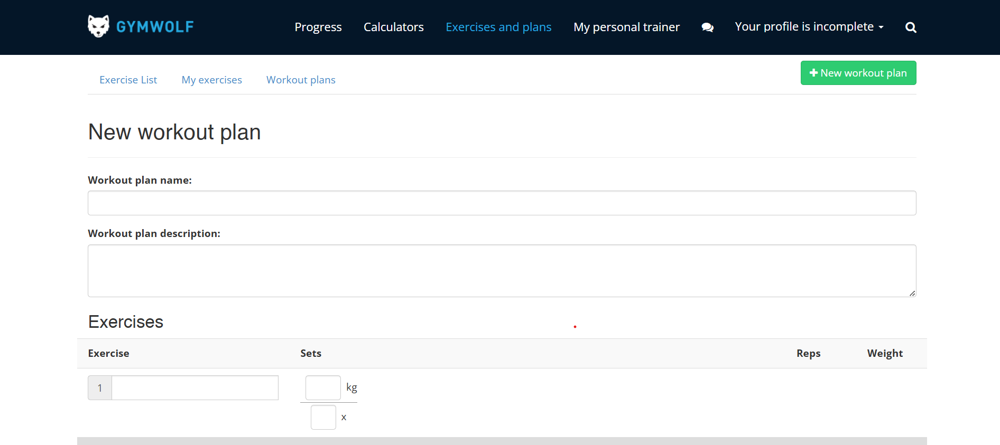 GYMWOLF
Progress
Calculators
Exercises and plans
My personal trainer
Your profile is incomplete
Exercise List
My exercises
Workout plans
New workout plan
New workout plan
Workout plan name:
Workout plan description:
Exercises
Exercise
Sets
Reps
Weight
1
kg
x